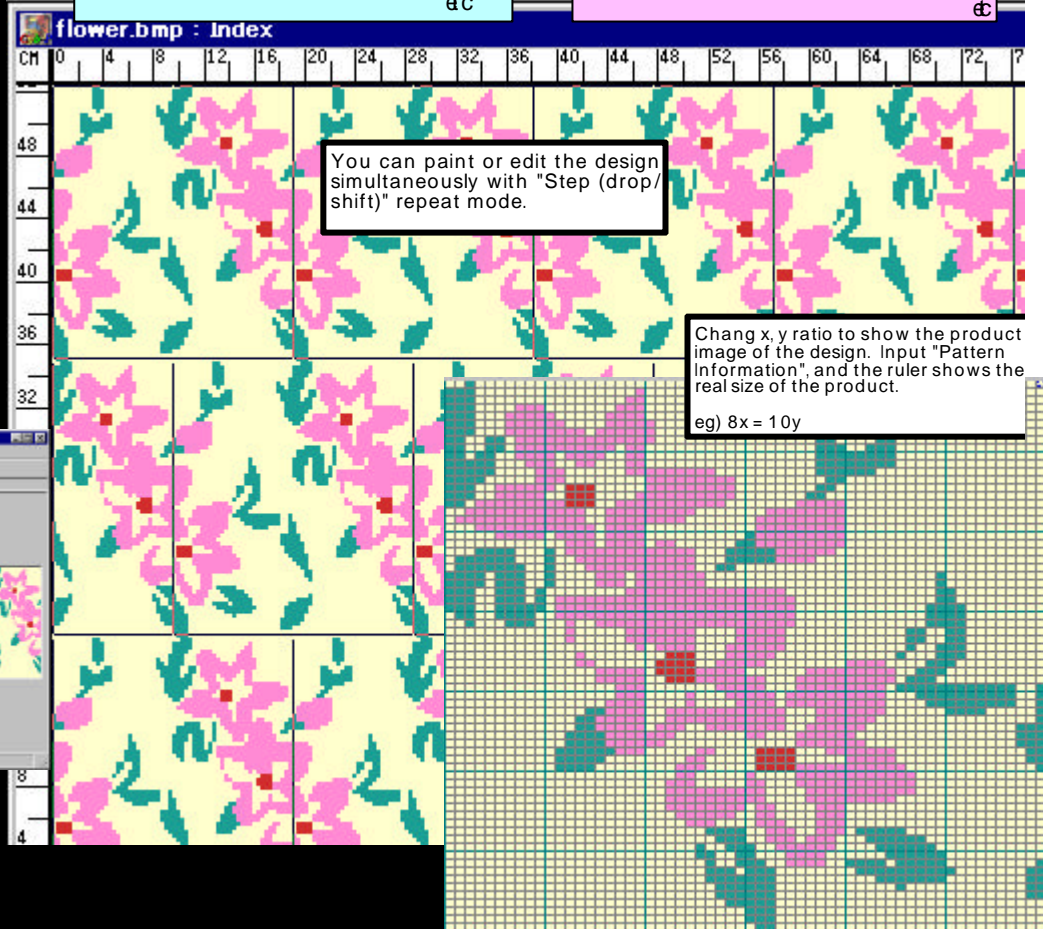 etc
etc
flower.bmp : Index
CM 0 4 8 12 16 20 24 28 32 36 40 44 48 52 56 60 64 68 72 7
48
You can paint or edit the design
simultaneously with "Step (drop/
shift)" repeat mode.
44
40
36
Chang x, y ratio to show the product
image of the design. Input "Pattern
Information", and the ruler shows the
real size of the product.
32
eg) 8x = 10y
8
4